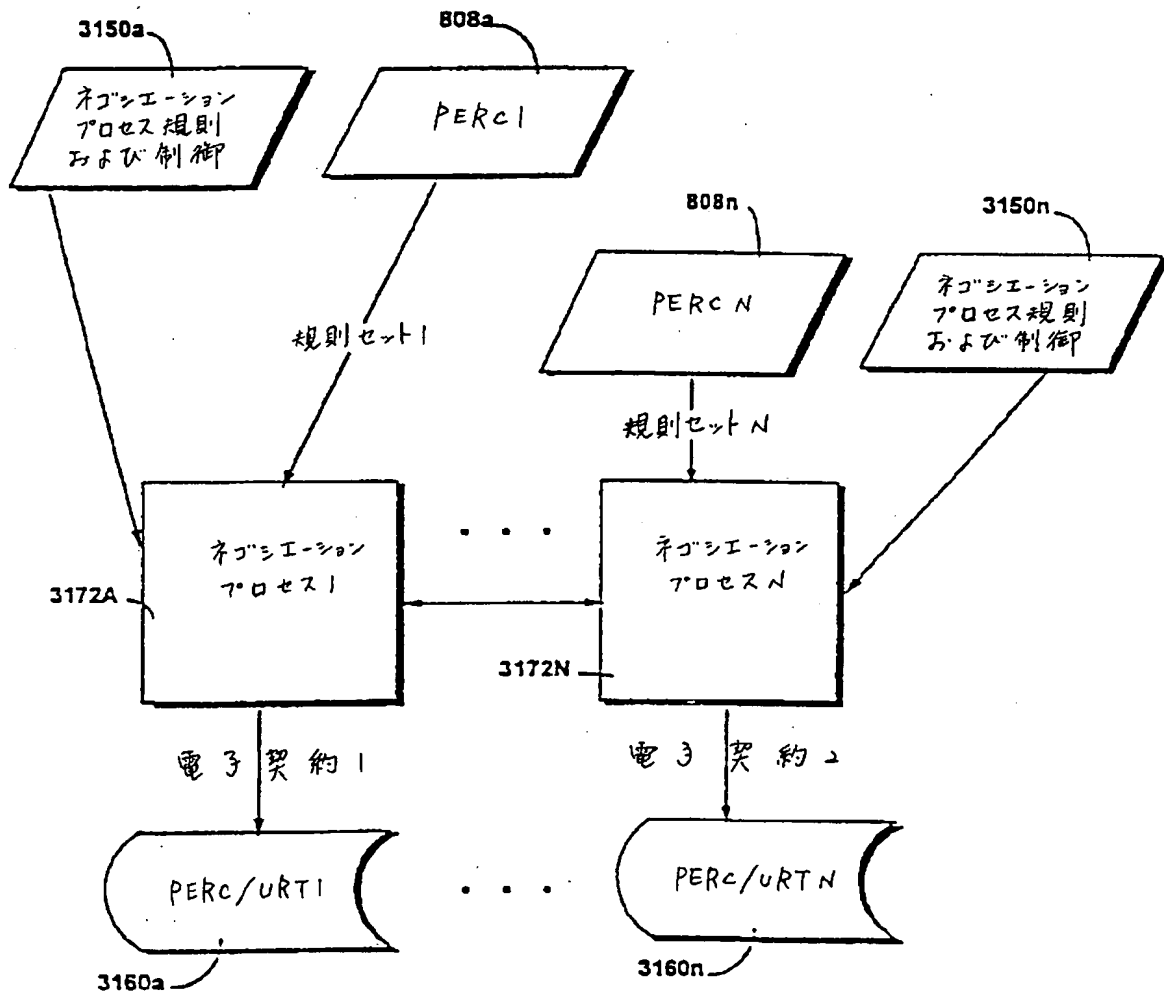 3150a
808a
ネゴシエーション
プロセス規則
および制御
PERC1
808n
3150n
PERC N
ネゴシエーション
プロセス規則
および制御
規則セット1
規則セットN
ネゴシエーション
プロセス1
. . .
ネゴシエーション
プロセスN
3172A
3172N
電子契約1
電子契約2
PERC/URT1
. . .
PERC/URTN
3160a
3160n